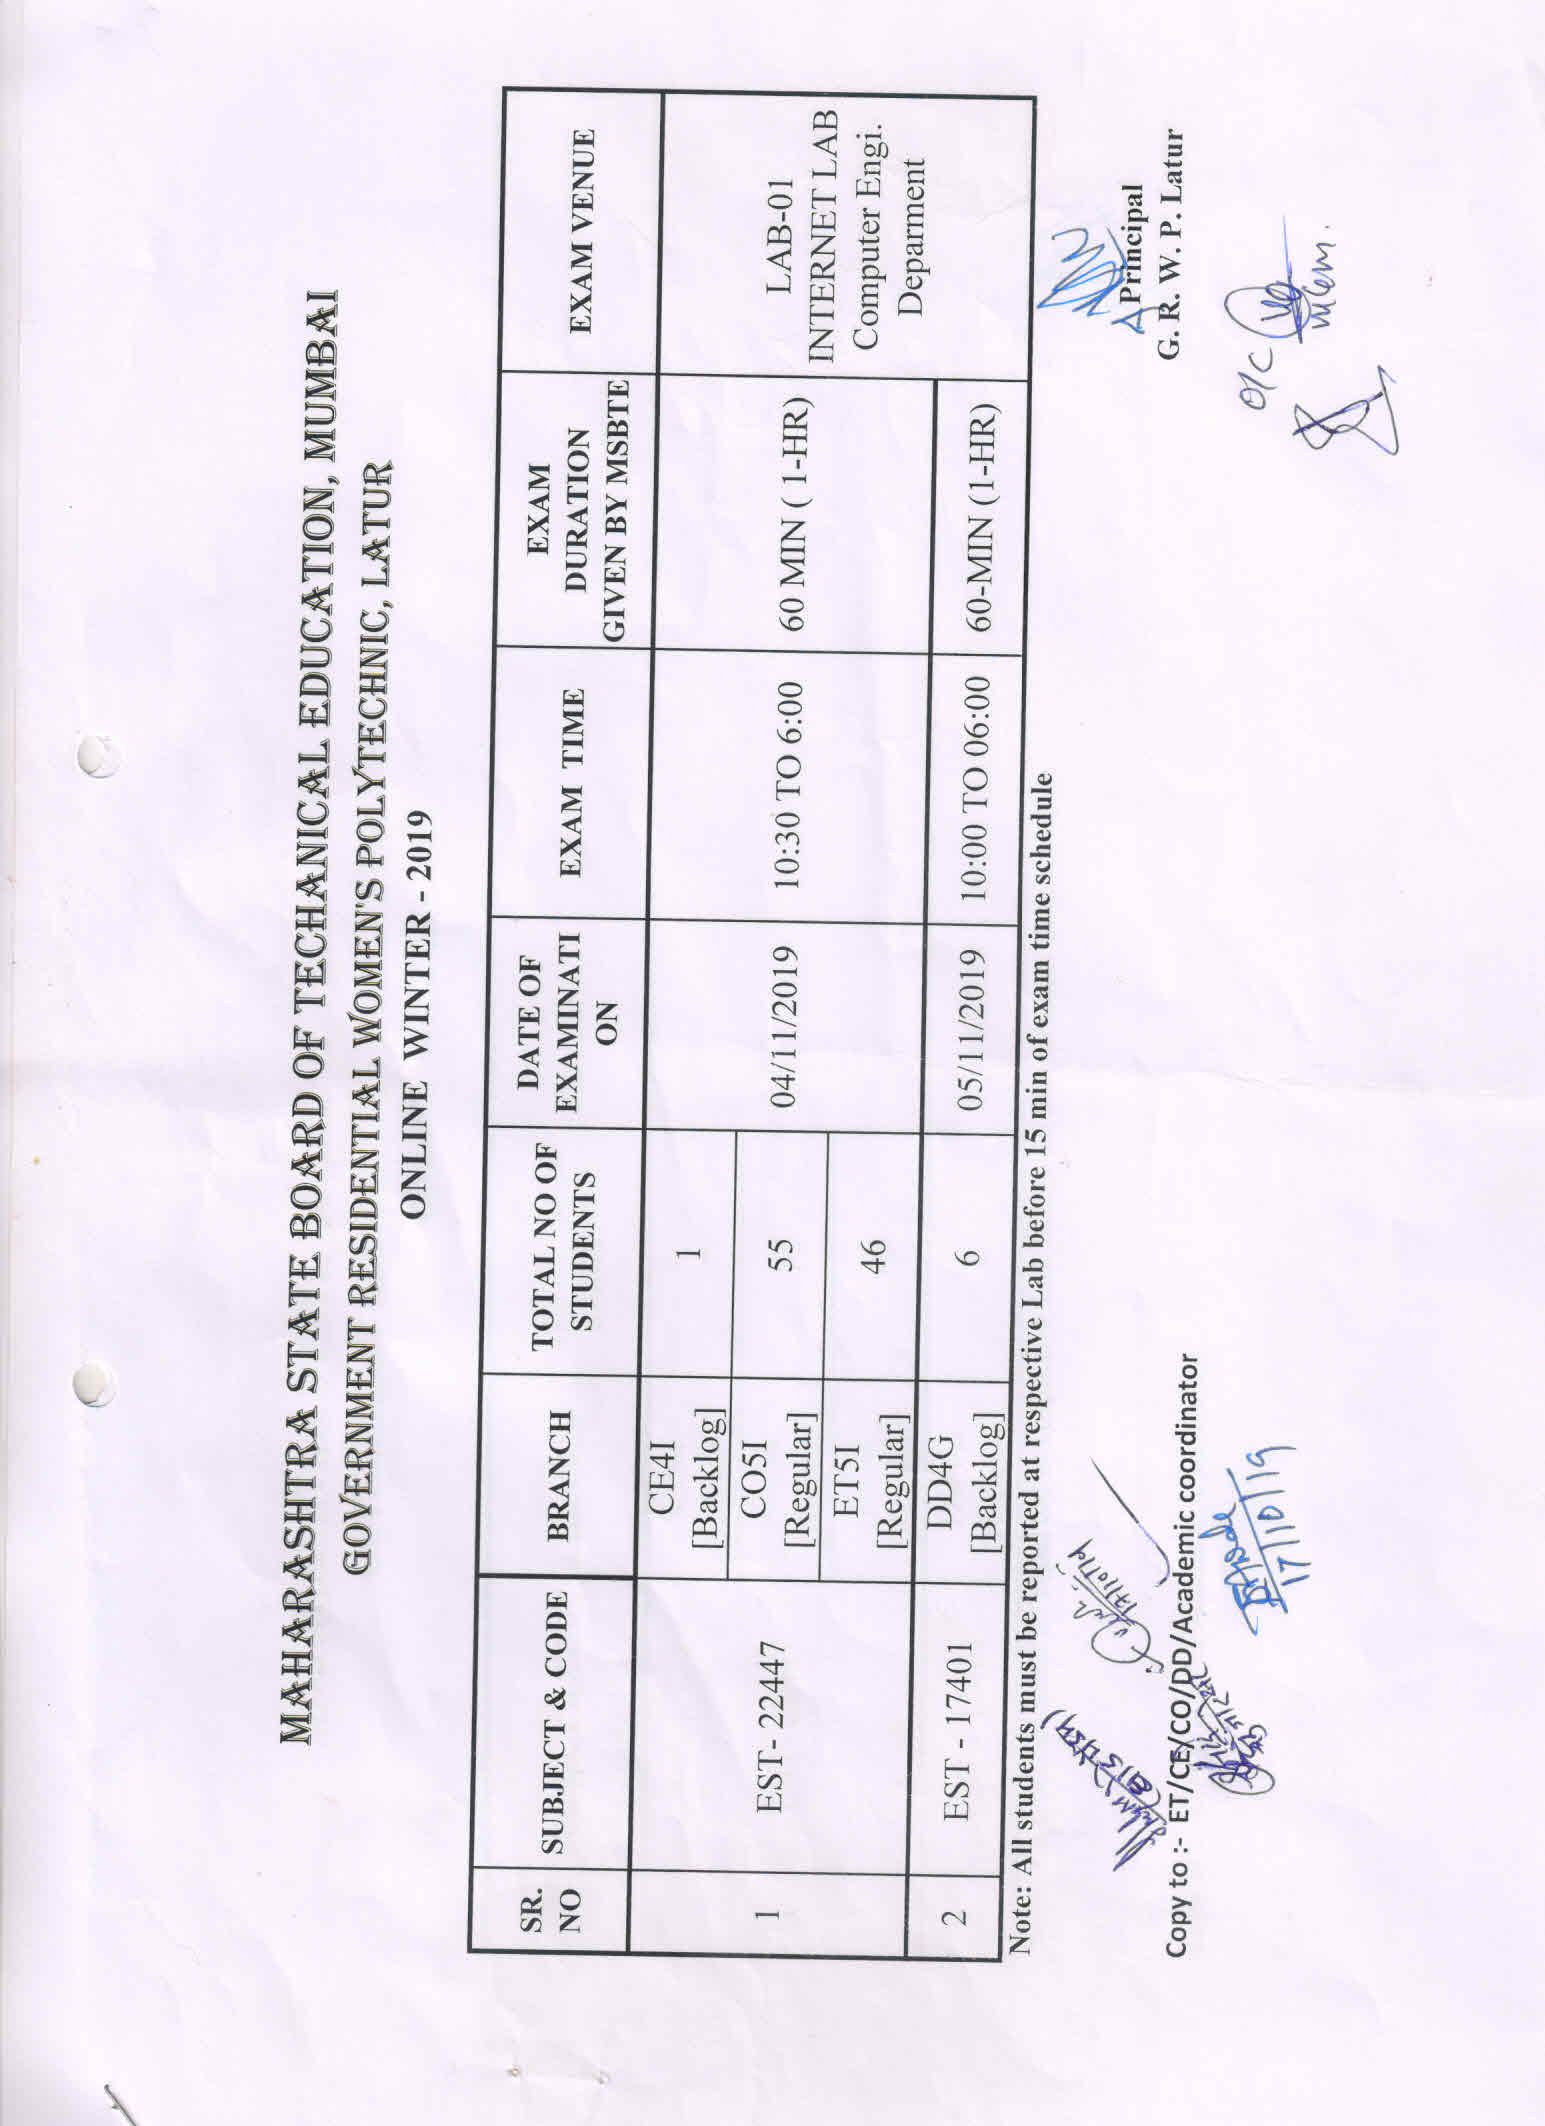 MAHARASHTRA STATE BOARD OF TECHANICAL EDUCATION, MUMBAI
GOVERNMENT RESIDENTIAL WOMEN'S POLYTECHNIC, LATUR
ONLINE WINTER - 2019
SR. NO SUBJECT & CODE BRANCH TOTAL NO OF STUDENTS DATE OF EXAMINATI ON EXAM TIME EXAM DURATION GIVEN BY MSBTE EXAM VENUE
1 EST- 22447 CE4I [Backlog] 1 04/11/2019 10:30 TO 6:00 60 MIN ( 1-HR) LAB-01 INTERNET LAB Computer Engi. Deparment
CO5I [Regular] 55
ET5I [Regular] 46
2 EST - 17401 DD4G [Backlog] 6 05/11/2019 10:00 TO 06:00 60-MIN (1-HR)
Note: All students must be reported at respective Lab before 15 min of exam time schedule
17/10/19
Principal
G. R. W. P. Latur
Copy to :- ET/CE/CO/DD/Academic coordinator
17/10/19
O/C